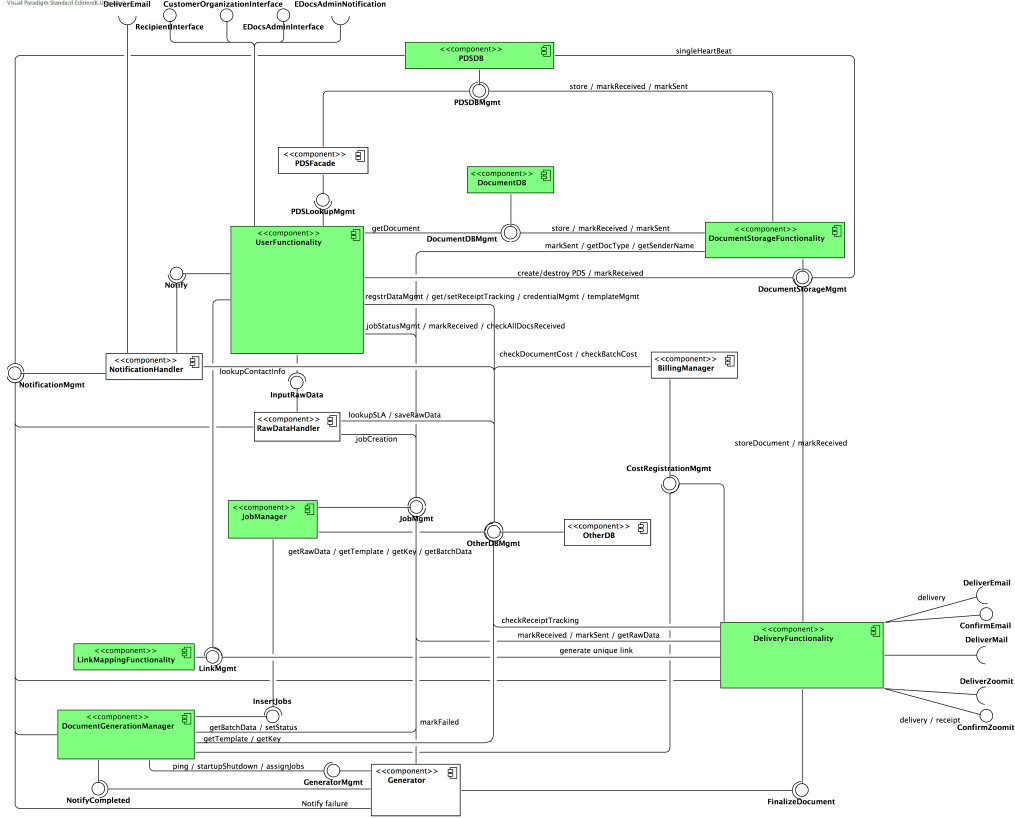 Visual Paradigm Standard Edition(K.U.
DeliverEmail
CustomerOrganizationInterface
EDocsAdminNotification
RecipientInterface
EDocsAdminInterface
<<component>>
PDSDB
singleHeartBeat
store / markReceived / markSent
PDSDBMgmt
<<component>>
PDSFacade
<<component>>
DocumentDB
PDSLookupMgmt
<<component>>
UserFunctionality
getDocument
DocumentDBMgmt
store / markReceived / markSent
<<component>>
DocumentStorageFunctionality
markSent / getDocType / getSenderName
Notify
create/destroy PDS / markReceived
DocumentStorageMgmt
regstrDataMgmt / get/setReceiptTracking / credentialMgmt / templateMgmt
jobStatusMgmt / markReceived / checkAllDocsReceived
<<component>>
NotificationHandler
checkDocumentCost / checkBatchCost
<<component>>
BillingManager
lookupContactInfo
NotificationMgmt
InputRawData
<<component>>
RawDataHandler
lookupSLA / saveRawData
jobCreation
storeDocument / markReceived
CostRegistrationMgmt
<<component>>
JobManager
JobMgmt
<<component>>
OtherDB
OtherDBMgmt
getRawData / getTemplate / getKey / getBatchData
DeliverEmail
delivery
ConfirmEmail
checkReceiptTracking
<<component>>
DeliveryFunctionality
markReceived / markSent / getRawData
DeliverMail
generate unique link
<<component>>
LinkMappingFunctionality
LinkMgmt
DeliverZoomit
InsertJobs
<<component>>
DocumentGenerationManager
getBatchData / setStatus
markFailed
delivery / receipt
ConfirmZoomit
getTemplate / getKey
ping / startupShutdown / assignJobs
<<component>>
Generator
GeneratorMgmt
NotifyCompleted
Notify failure
FinalizeDocument